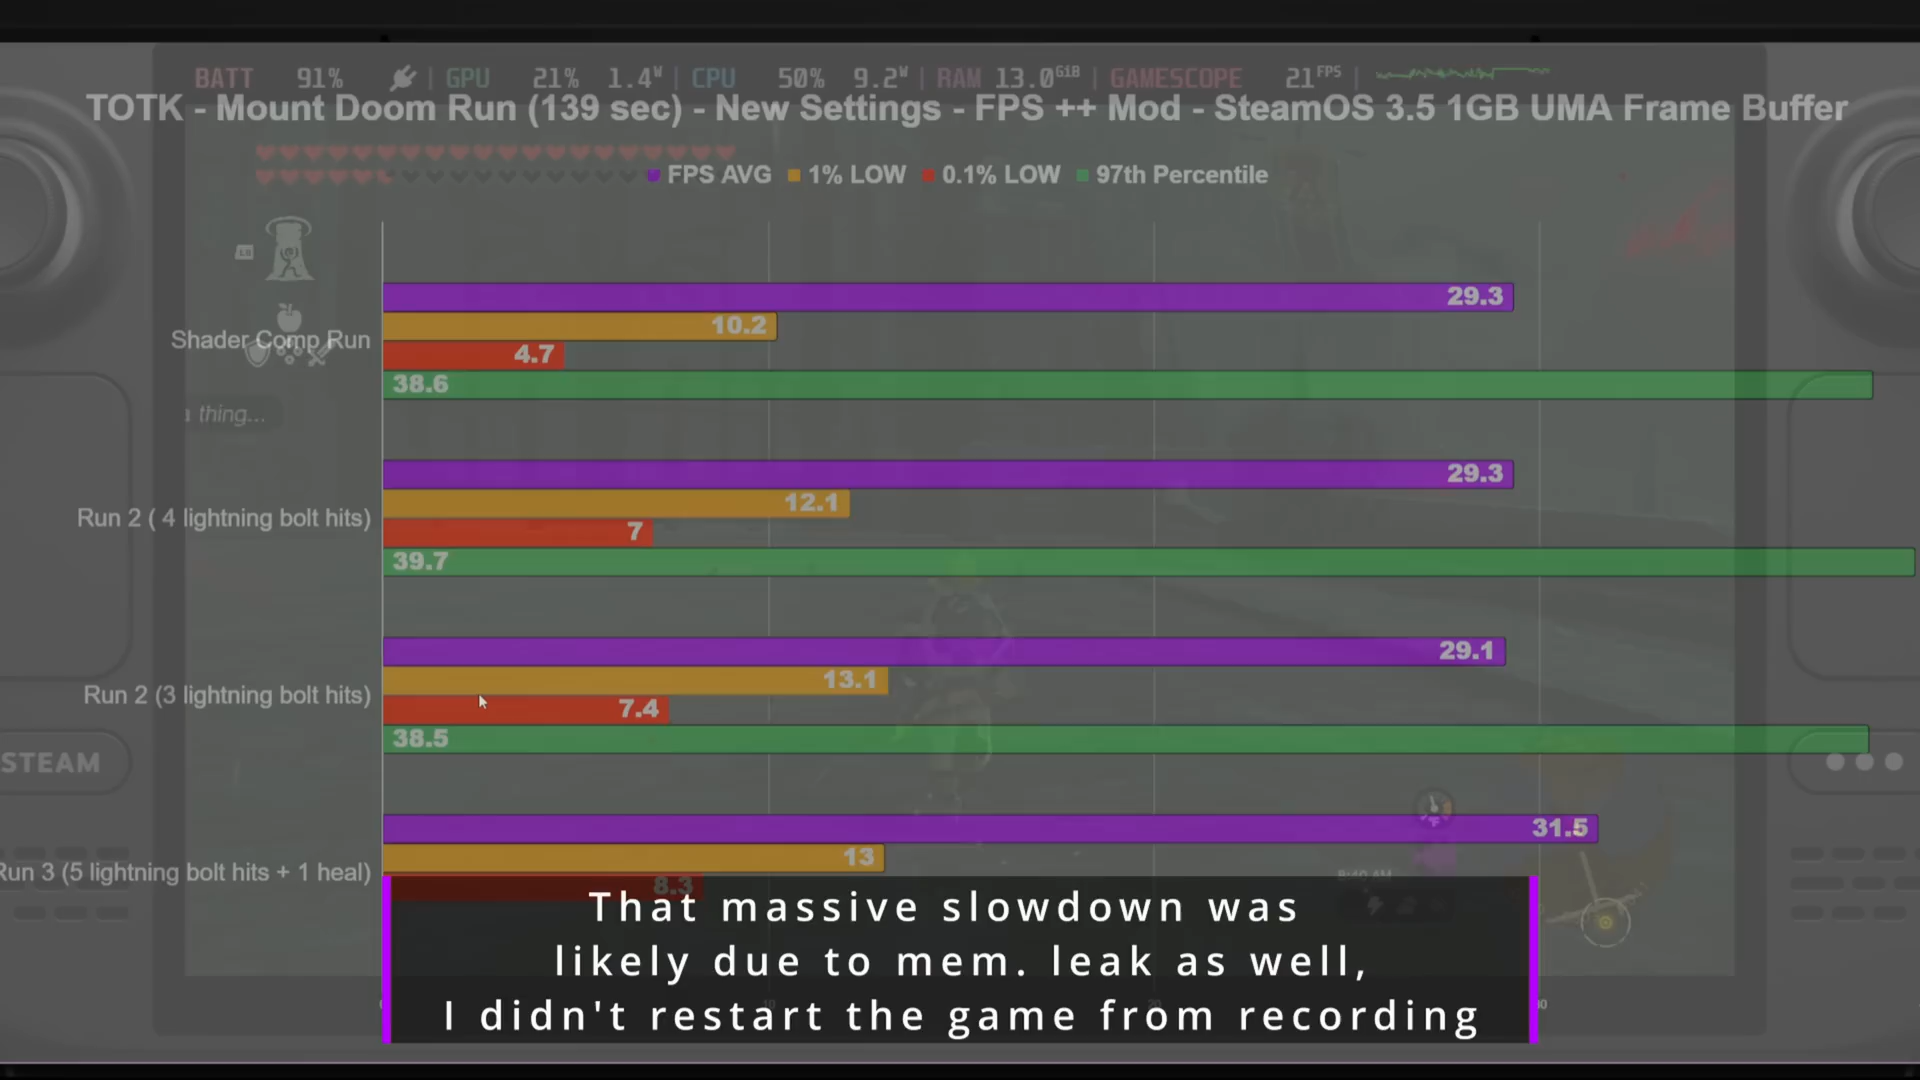 BATT 91% | GPU 21% 1.4W | CPU 50% 9.2W | RAM 13.0GiB | GAMESCOPE 21FPS |
TOTK - Mount Doom Run (139 sec) - New Settings - FPS ++ Mod - SteamOS 3.5 1GB UMA Frame Buffer
FPS AVG 1% LOW 0.1% LOW 97th Percentile
LB
29.3
10.2
Shader Comp Run
4.7
38.6
a thing...
29.3
12.1
Run 2 ( 4 lightning bolt hits)
7
39.7
29.1
13.1
Run 2 (3 lightning bolt hits)
7.4
38.5
STEAM
31.5
13
Run 3 (5 lightning bolt hits + 1 heal)
8.3
That massive slowdown was
likely due to mem. leak as well,
I didn't restart the game from recording